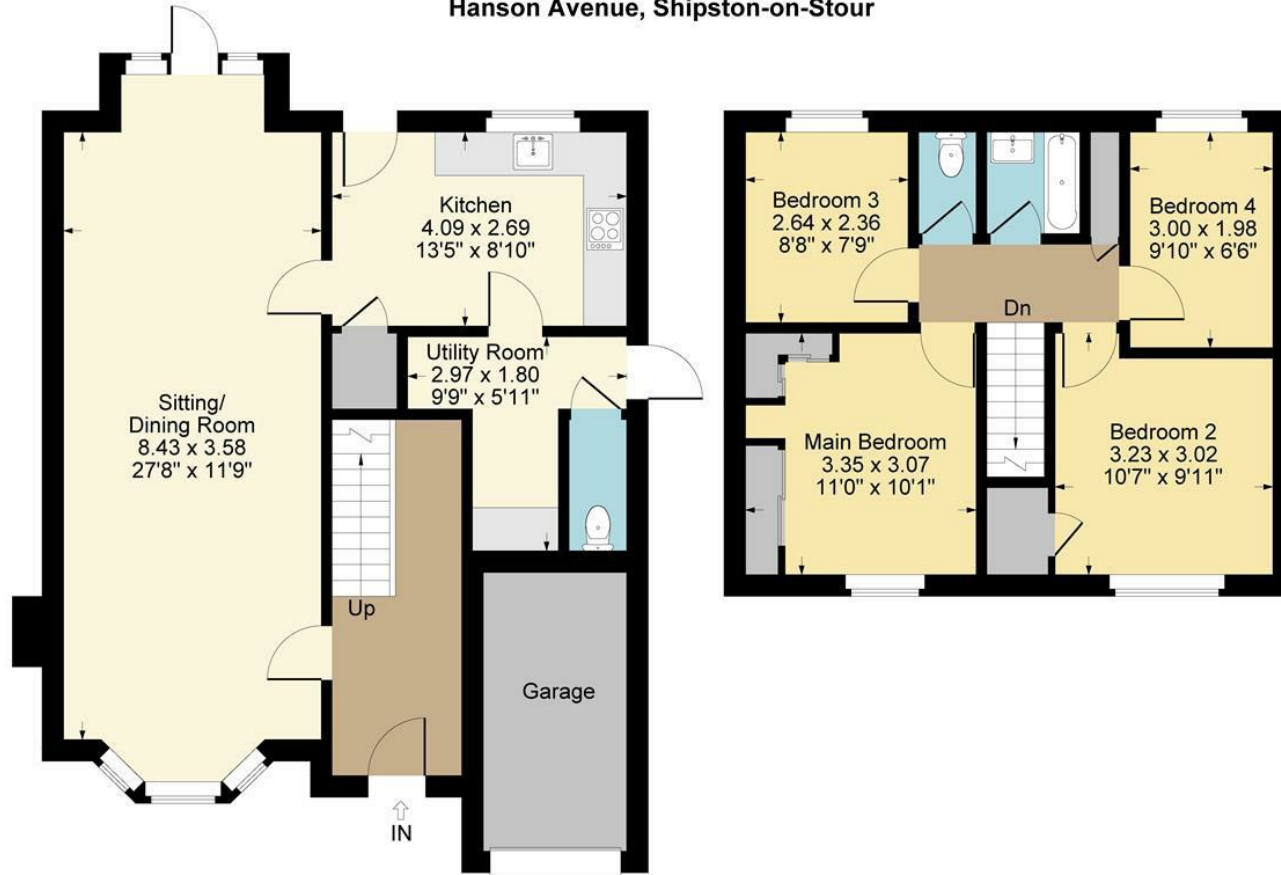 Hanson Avenue, Shipston-on-Stour
Kitchen
4.09 x 2.69
13'5" x 8'10"
Utility Room
2.97 x 1.80
9'9" x 5'11"
Sitting/
Dining Room
8.43 x 3.58
27'8" x 11'9"
Up
Garage
IN
Bedroom 3
2.64 x 2.36
8'8" x 7'9"
Bedroom 4
3.00 x 1.98
9'10" x 6'6"
Dn
Main Bedroom
3.35 x 3.07
11'0" x 10'1"
Bedroom 2
3.23 x 3.02
10'7" x 9'11"